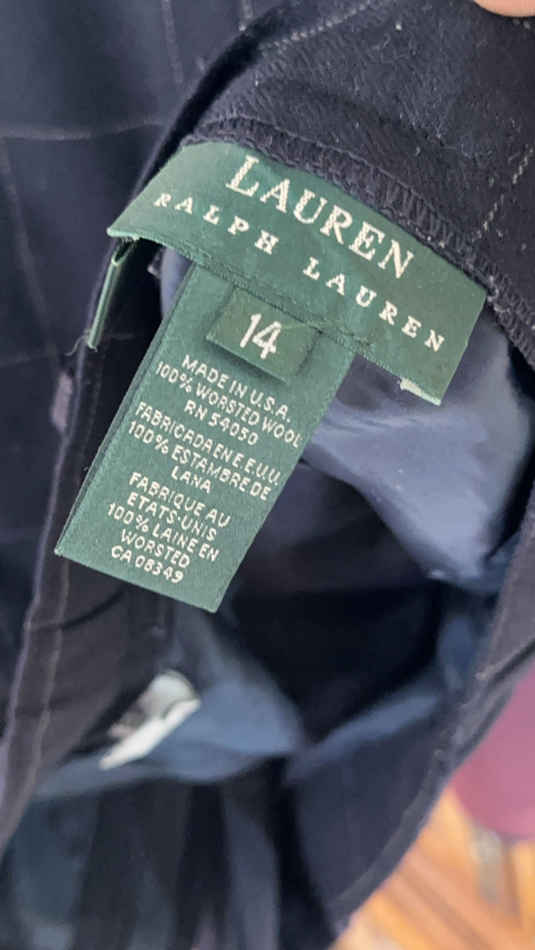 LAUREN
RALPH LAUREN
14
MADE IN U.S.A.
100% WORSTED WOOL
RN 54050
FABRICADA EN E.E.U.U.
100% ESTAMBRE DE
LANA
FABRIQUE AU
ETATS-UNIS
100% LAINE EN
WORSTED
CA 08349